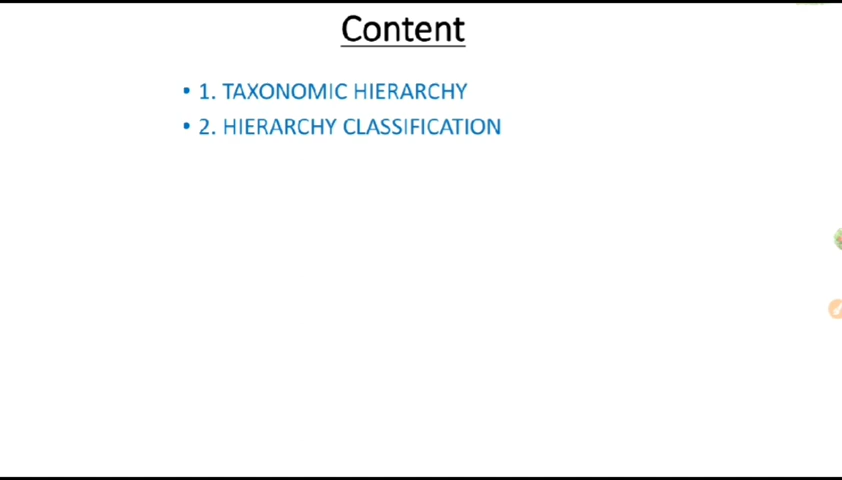 Content
• 1. TAXONOMIC HIERARCHY
• 2. HIERARCHY CLASSIFICATION